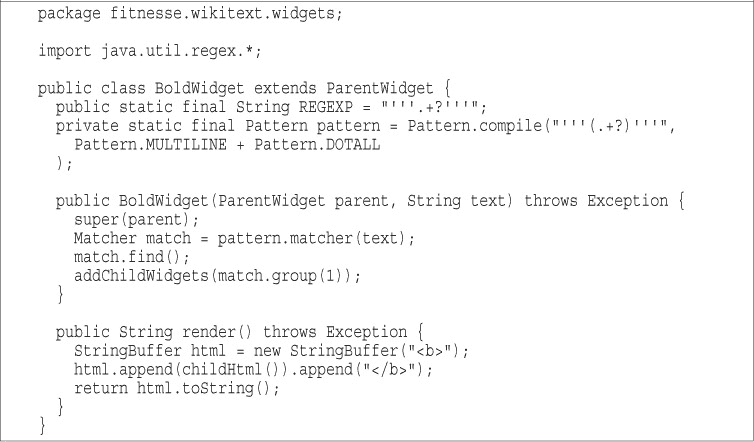 package fitnesse.wikitext.widgets;

import java.util.regex.*;

public class BoldWidget extends ParentWidget {
  public static final String REGEXP = "'''.+?'''";
  private static final Pattern pattern = Pattern.compile("'''(.+?)'''",
    Pattern.MULTILINE + Pattern.DOTALL
  );

  public BoldWidget(ParentWidget parent, String text) throws Exception {
    super(parent);
    Matcher match = pattern.matcher(text);
    match.find();
    addChildWidgets(match.group(1));
  }

  public String render() throws Exception {
    StringBuffer html = new StringBuffer("<b>");
    html.append(childHtml()).append("</b>");
    return html.toString();
  }
}